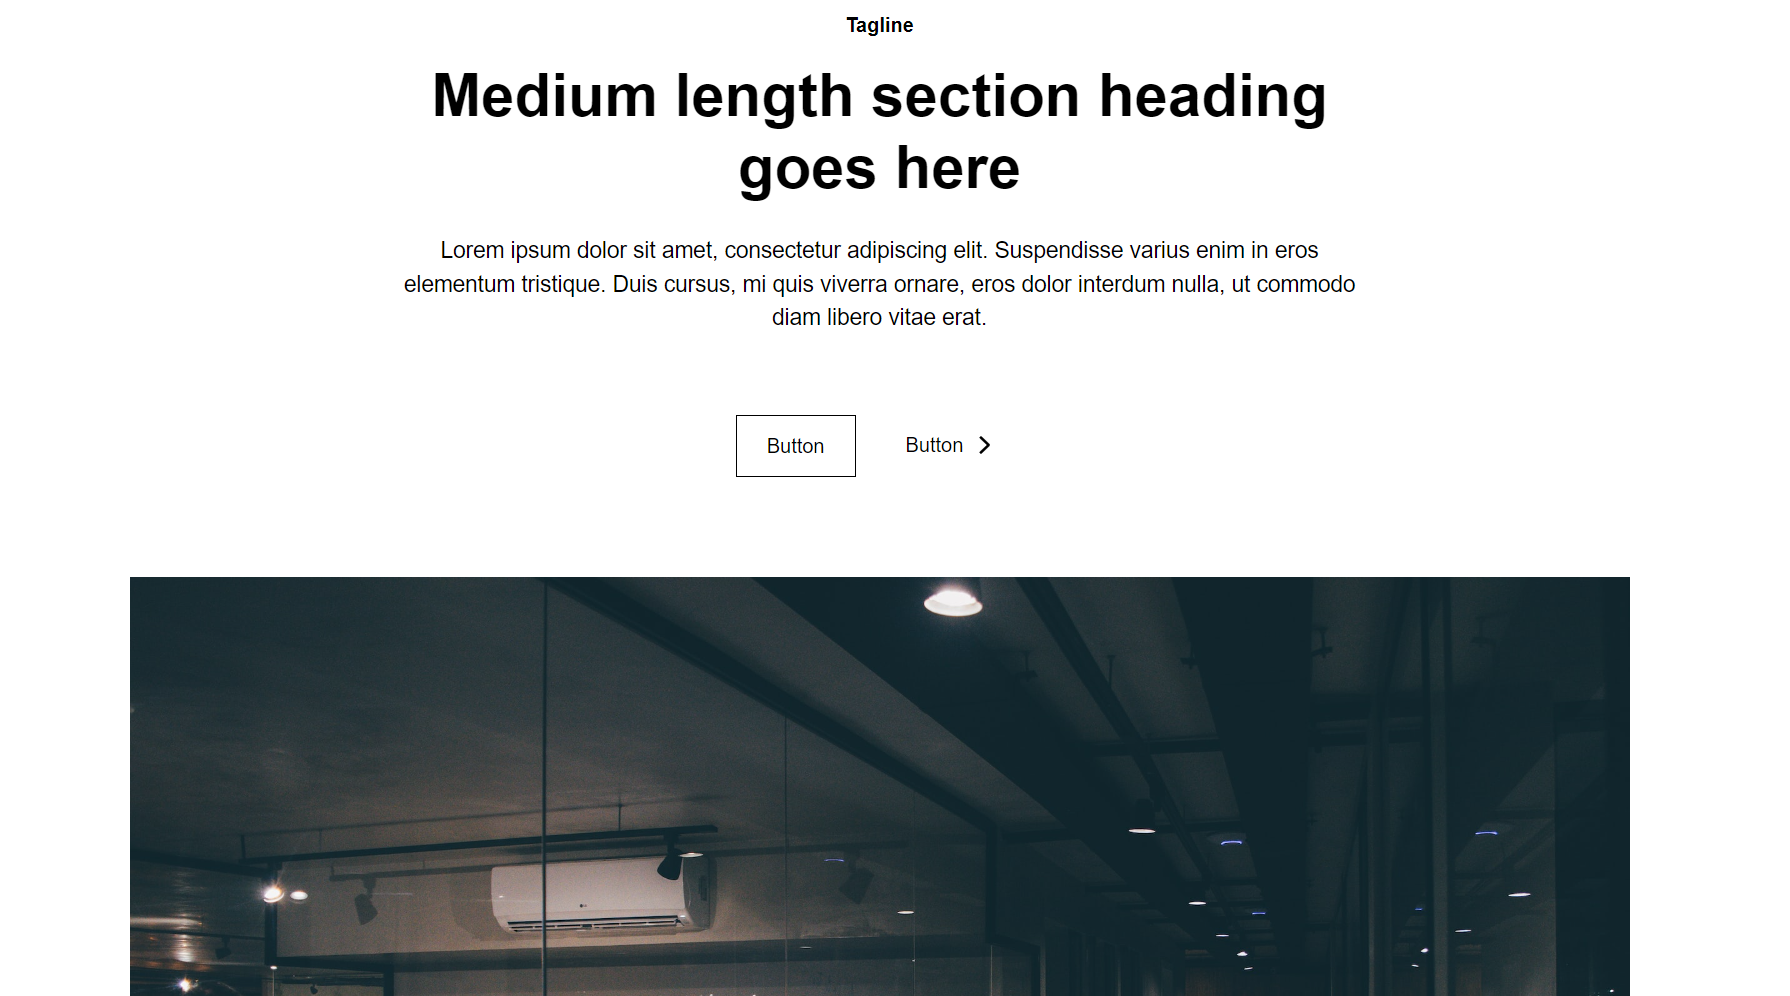 Tagline
Medium length section heading
goes here
Lorem ipsum dolor sit amet, consectetur adipiscing elit. Suspendisse varius enim in eros
elementum tristique. Duis cursus, mi quis viverra ornare, eros dolor interdum nulla, ut commodo
diam libero vitae erat.
Button
Button